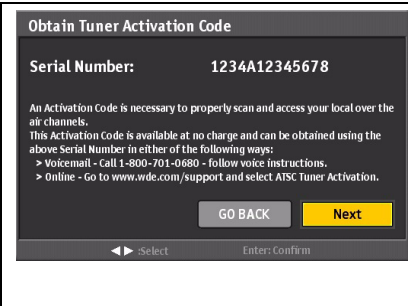 Obtain Tuner Activation Code
Serial Number: 1234A12345678
An Activation Code is necessary to properly scan and access your local over the
air channels.
This Activation Code is available at no charge and can be obtained using the
above Serial Number in either of the following ways:
> Voicemail - Call 1-800-701-0680 - follow voice instructions.
> Online - Go to www.wde.com/support and select ATSC Tuner Activation.
GO BACK Next
◀ ▶ :Select Enter: Confirm